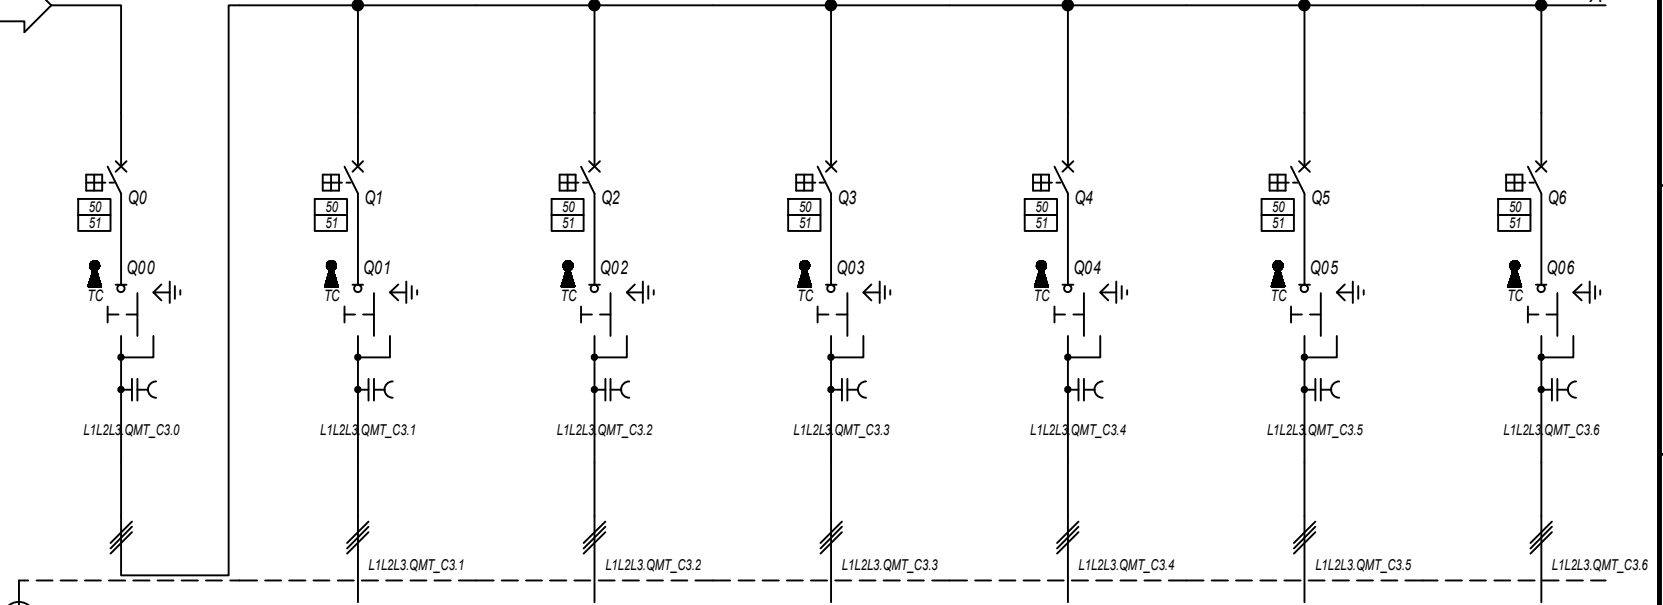 Q0 Q1 Q2 Q3 Q4 Q5 Q6
50 50 50 50 50 50 50
51 51 51 51 51 51 51
Q00 Q01 Q02 Q03 Q04 Q05 Q06
TC TC TC TC TC TC TC
L1L2L3.QMT_C3.0 L1L2L3.QMT_C3.1 L1L2L3.QMT_C3.2 L1L2L3.QMT_C3.3 L1L2L3.QMT_C3.4 L1L2L3.QMT_C3.5 L1L2L3.QMT_C3.6
L1L2L3.QMT_C3.1 L1L2L3.QMT_C3.2 L1L2L3.QMT_C3.3 L1L2L3.QMT_C3.4 L1L2L3.QMT_C3.5 L1L2L3.QMT_C3.6